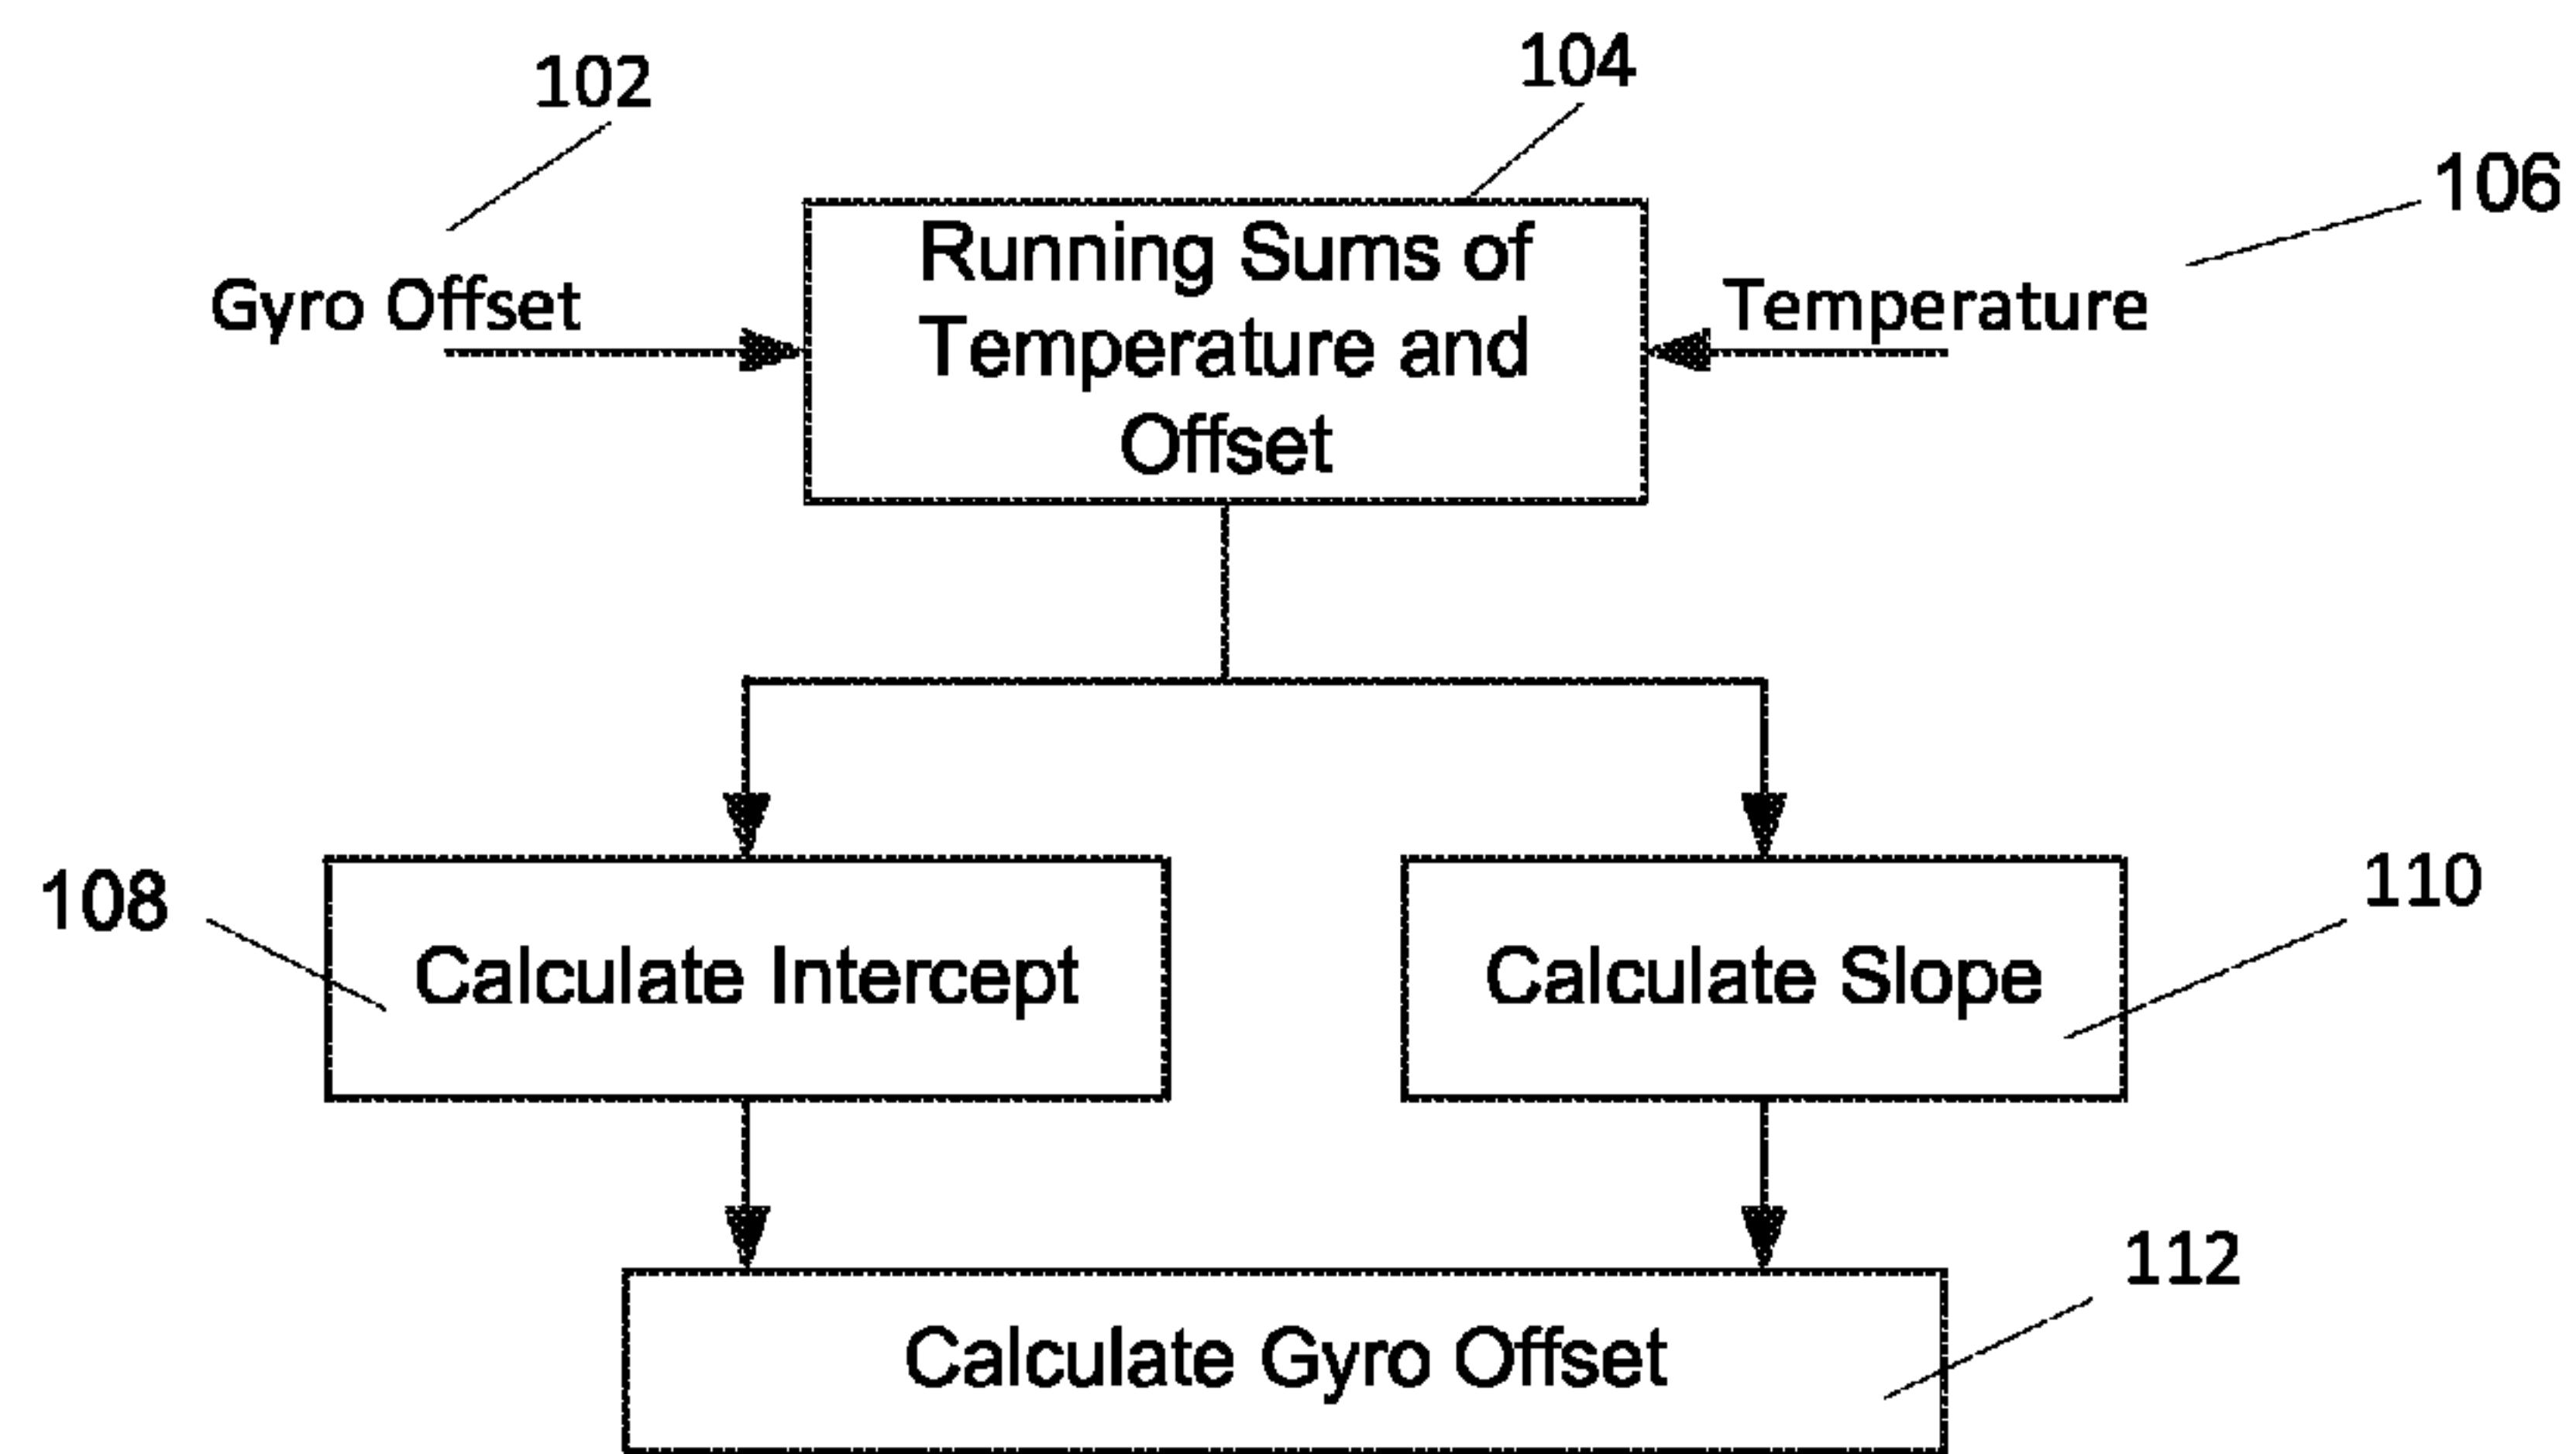 102
104
106
Gyro Offset
Running Sums of
Temperature and
Offset
Temperature
108
Calculate Intercept
Calculate Slope
110
Calculate Gyro Offset
112